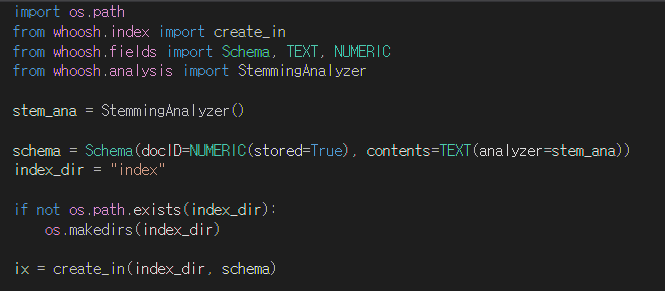 import os.path
from whoosh.index import create_in
from whoosh.fields import Schema, TEXT, NUMERIC
from whoosh.analysis import StemmingAnalyzer
stem_ana = StemmingAnalyzer()
schema = Schema(docID=NUMERIC(stored=True), contents=TEXT(analyzer=stem_ana))
index_dir = "index"
if not os.path.exists(index_dir):
    os.makedirs(index_dir)
ix = create_in(index_dir, schema)